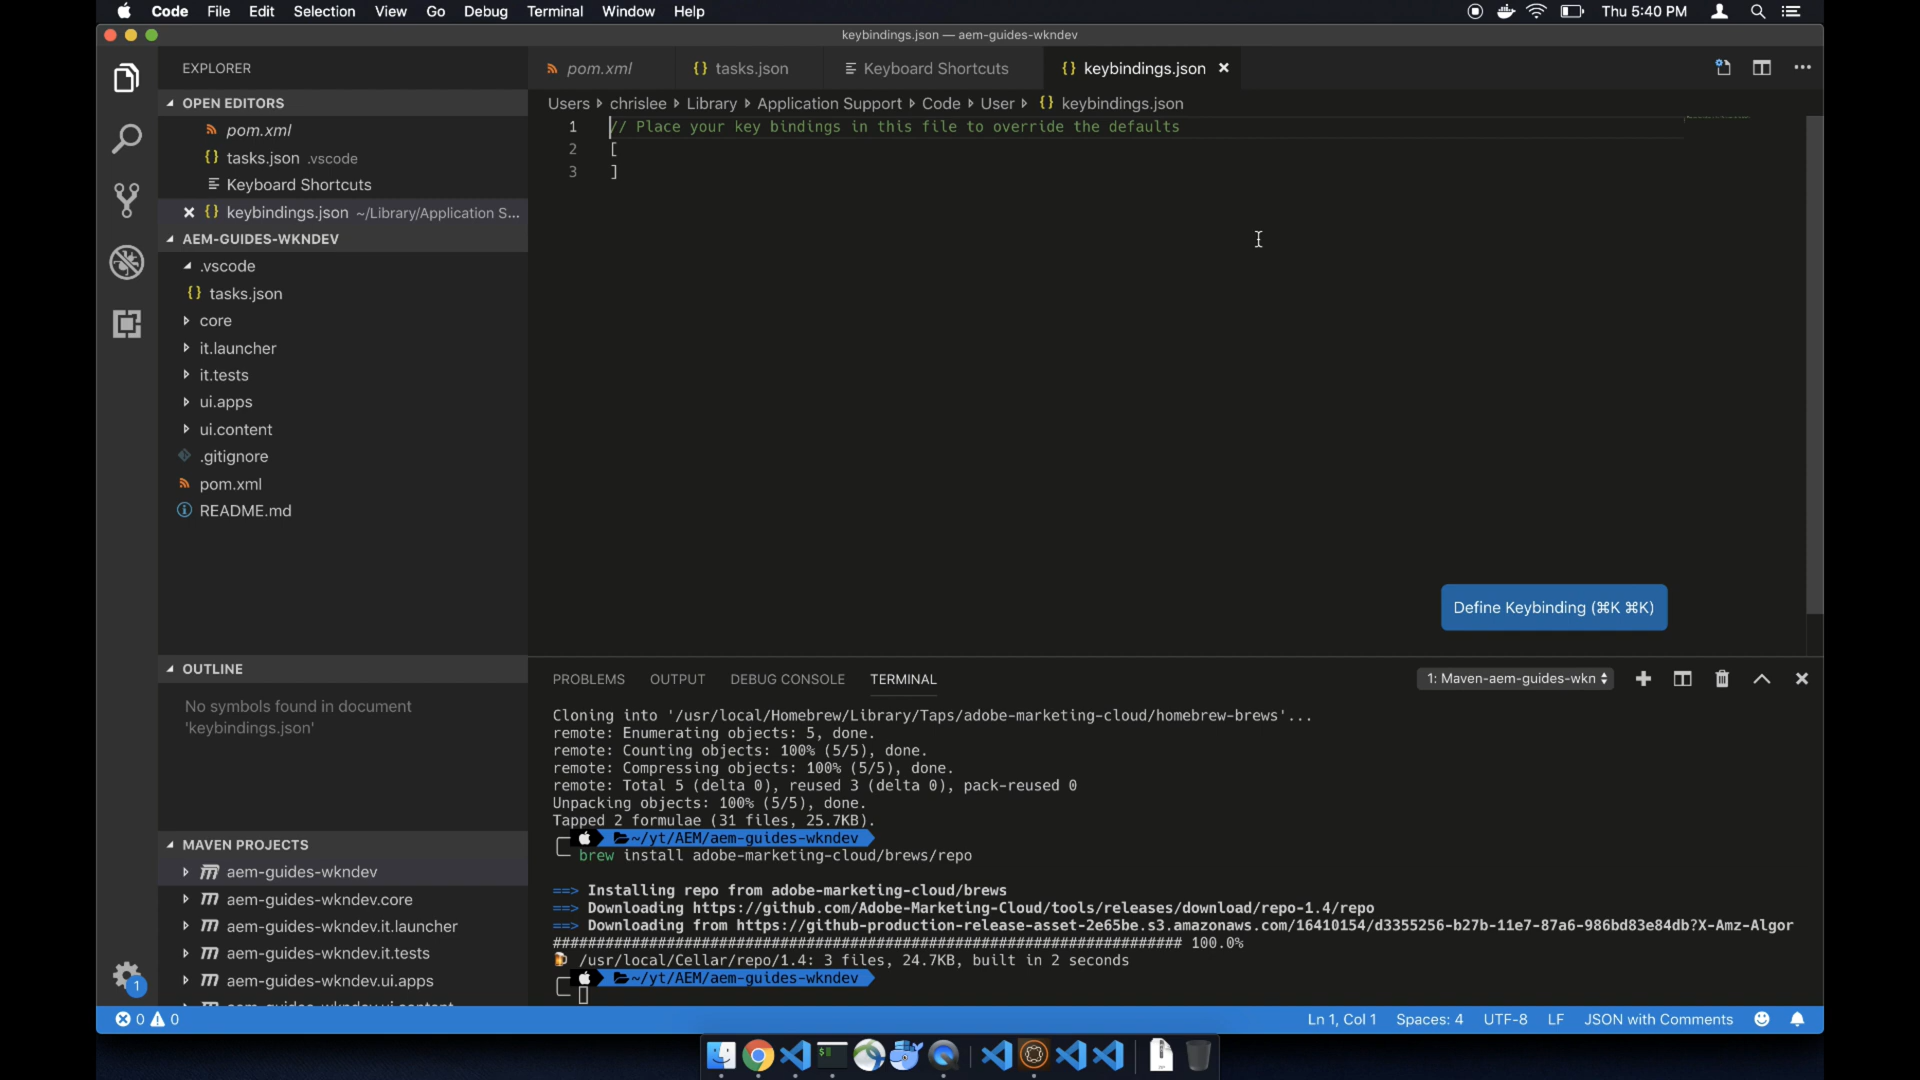 Code File Edit Selection View Go Debug Terminal Window Help Thu 5:40 PM
keybindings.json — aem-guides-wkndev
EXPLORER
pom.xml tasks.json Keyboard Shortcuts keybindings.json
OPEN EDITORS
pom.xml
tasks.json .vscode
Keyboard Shortcuts
keybindings.json ~/Library/Application S...
AEM-GUIDES-WKNDEV
.vscode
tasks.json
core
it.launcher
it.tests
ui.apps
ui.content
.gitignore
pom.xml
README.md
OUTLINE
No symbols found in document
'keybindings.json'
MAVEN PROJECTS
aem-guides-wkndev
aem-guides-wkndev.core
aem-guides-wkndev.it.launcher
aem-guides-wkndev.it.tests
aem-guides-wkndev.ui.apps
aem-guides-wkndev.ui.content
1
Users chrislee Library Application Support Code User keybindings.json
1 // Place your key bindings in this file to override the defaults
2 [
3 ]
Define Keybinding (⌘K ⌘K)
PROBLEMS OUTPUT DEBUG CONSOLE TERMINAL 1: Maven-aem-guides-wkn
Cloning into '/usr/local/Homebrew/Library/Taps/adobe-marketing-cloud/homebrew-brews'...
remote: Enumerating objects: 5, done.
remote: Counting objects: 100% (5/5), done.
remote: Compressing objects: 100% (5/5), done.
remote: Total 5 (delta 0), reused 3 (delta 0), pack-reused 0
Unpacking objects: 100% (5/5), done.
Tapped 2 formulae (31 files, 25.7KB).
~/yt/AEM/aem-guides-wkndev
brew install adobe-marketing-cloud/brews/repo
==> Installing repo from adobe-marketing-cloud/brews
==> Downloading https://github.com/Adobe-Marketing-Cloud/tools/releases/download/repo-1.4/repo
==> Downloading from https://github-production-release-asset-2e65be.s3.amazonaws.com/16410154/d3355256-b27b-11e7-87a6-986bd83e84db?X-Amz-Algor
######################################################################## 100.0%
/usr/local/Cellar/repo/1.4: 3 files, 24.7KB, built in 2 seconds
~/yt/AEM/aem-guides-wkndev
0 0 Ln 1, Col 1 Spaces: 4 UTF-8 LF JSON with Comments